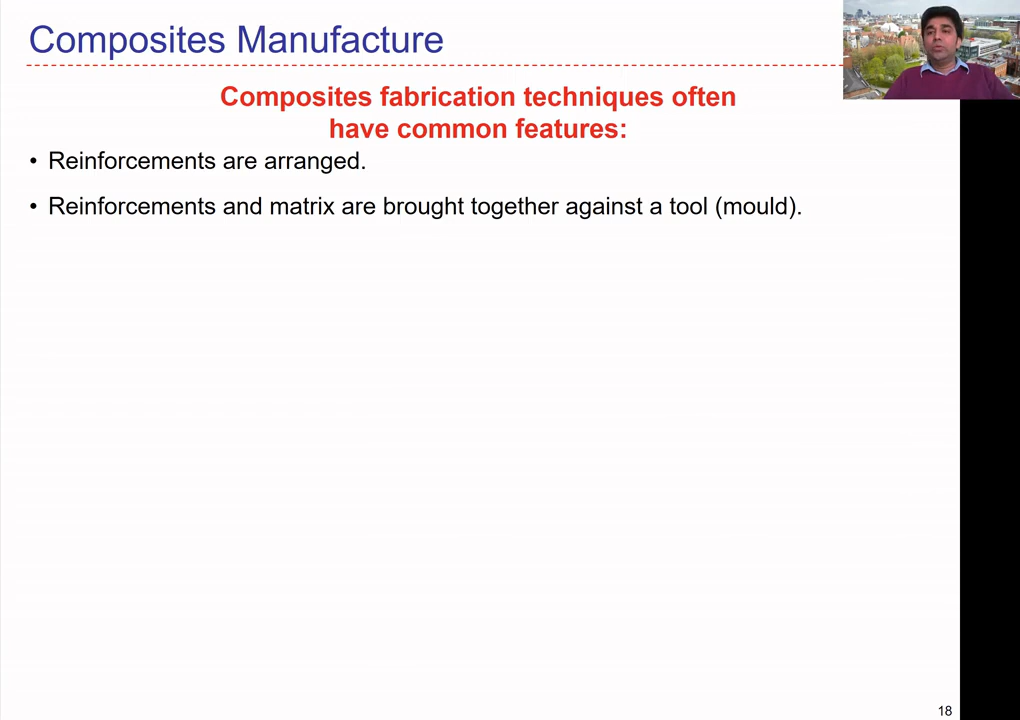 Composites Manufacture
Composites fabrication techniques often
have common features:
• Reinforcements are arranged.
• Reinforcements and matrix are brought together against a tool (mould).
18